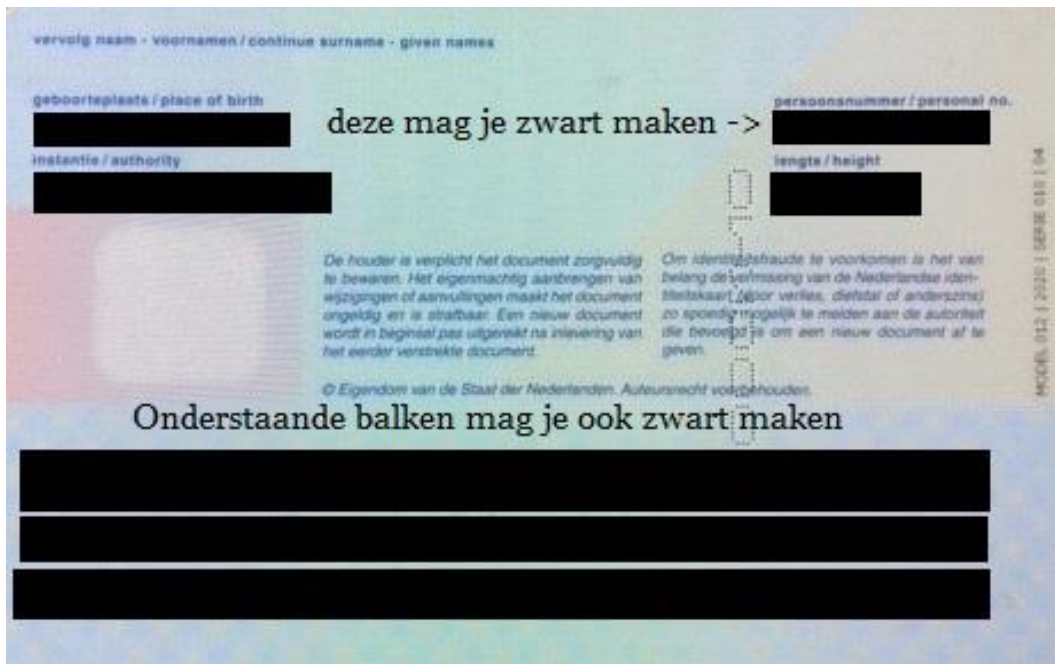 vervolg naam - voornamen / continue surname - given names
geboorteplaats / place of birth
deze mag je zwart maken ->
persoonsnummer / personal no.
instantie / authority
lengte / height
De houder is verplicht het document zorgvuldig
te bewaren. Het eigenmachtig aanbrengen van
wijzigingen of aanvullingen maakt het document
ongeldig en is strafbaar. Een nieuw document
wordt in beginsel pas uitgereikt na inlevering van
het eerder verstrekte document.
Om identiteitsfraude te voorkomen is het van
belang de vermissing van de Nederlandse iden-
titeitskaart (door verlies, diefstal of anderszins)
zo spoedig mogelijk te melden aan de autoriteit
die bevoegd is om een nieuw document af te
geven.
© Eigendom van de Staat der Nederlanden. Auteursrecht voorbehouden.
MODEL 012 | 2020 | SERIE 010 | 04
Onderstaande balken mag je ook zwart maken